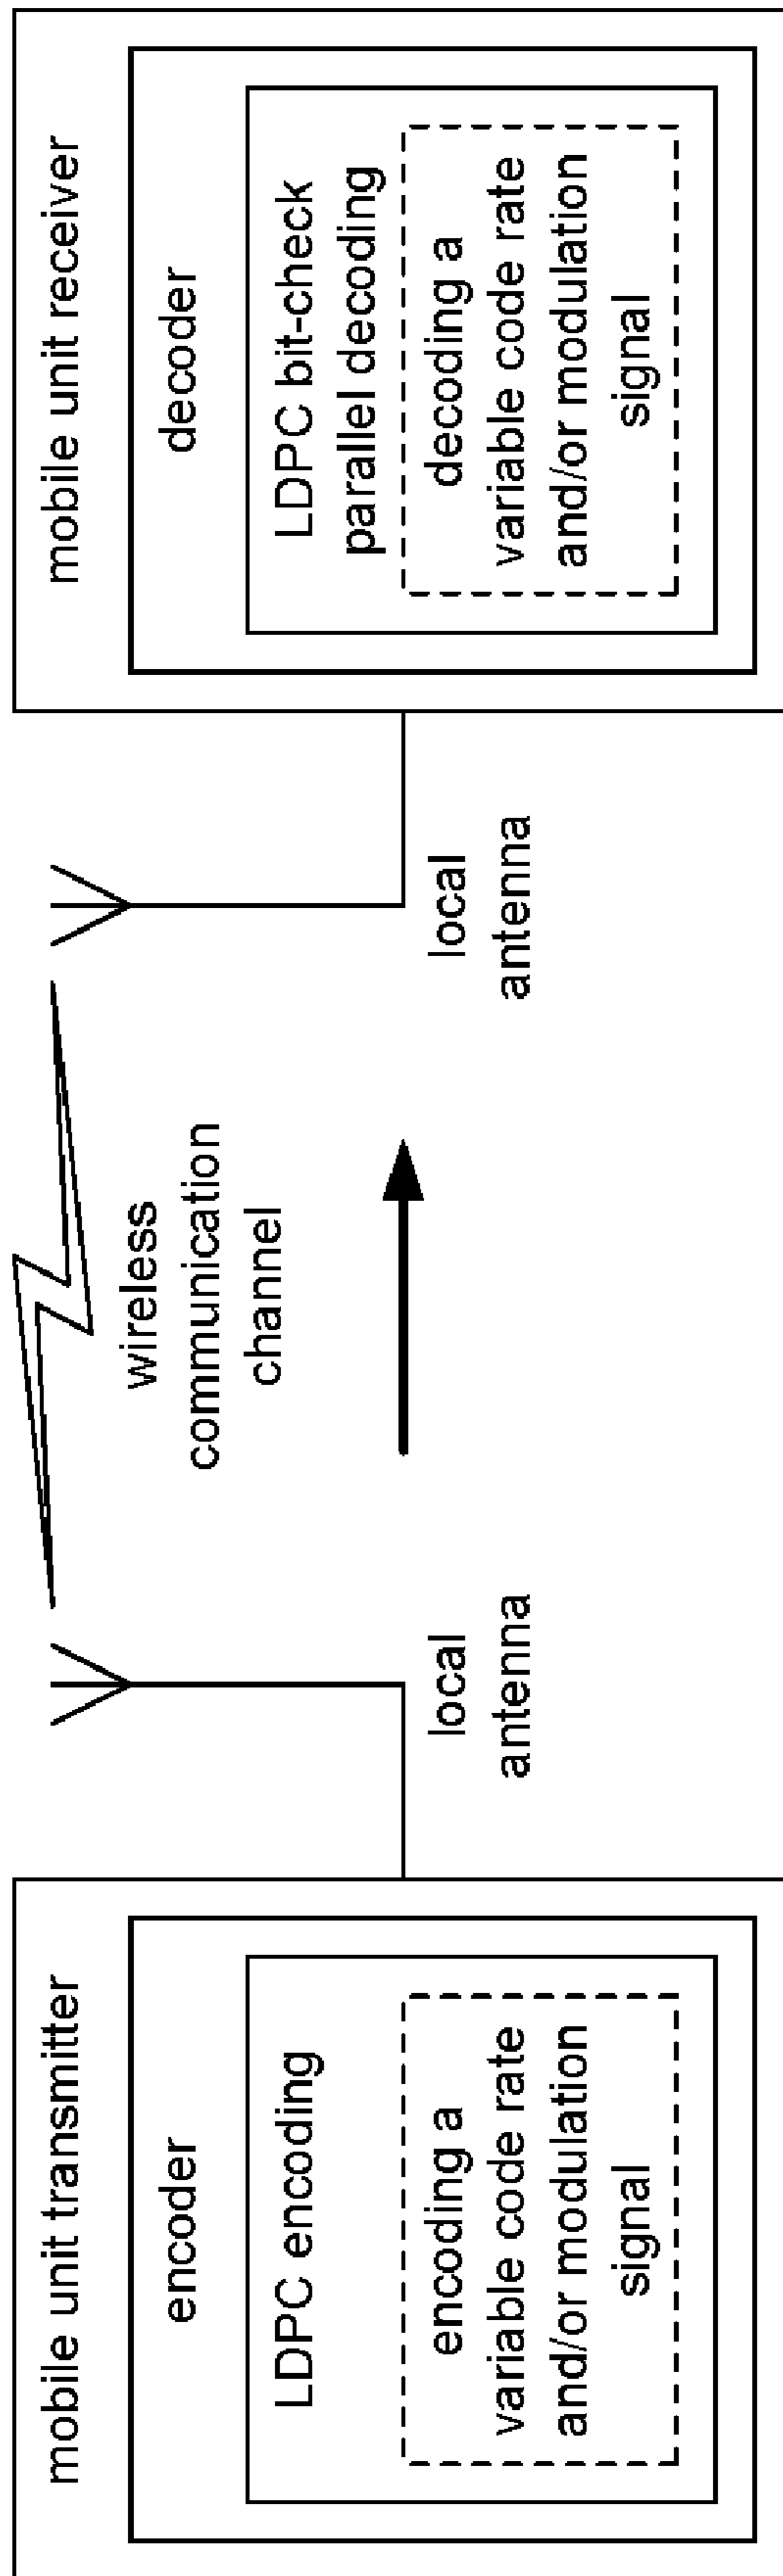 mobile unit transmitter
encoder
LDPC encoding
encoding a
variable code rate
and/or modulation
signal
local
antenna
wireless
communication
channel
local
antenna
mobile unit receiver
decoder
LDPC bit-check
parallel decoding
decoding a
variable code rate
and/or modulation
signal